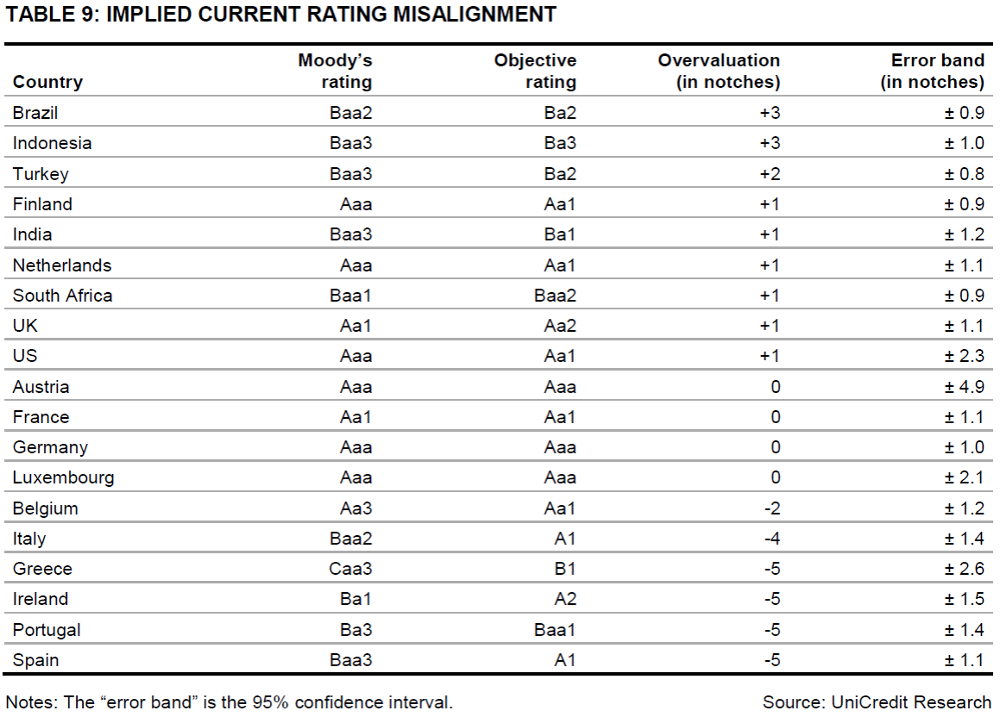 TABLE 9: IMPLIED CURRENT RATING MISALIGNMENT
Country Moody's rating Objective rating Overvaluation (in notches) Error band (in notches)
Brazil Baa2 Ba2 +3 ± 0.9
Indonesia Baa3 Ba3 +3 ± 1.0
Turkey Baa3 Ba2 +2 ± 0.8
Finland Aaa Aa1 +1 ± 0.9
India Baa3 Ba1 +1 ± 1.2
Netherlands Aaa Aa1 +1 ± 1.1
South Africa Baa1 Baa2 +1 ± 0.9
UK Aa1 Aa2 +1 ± 1.1
US Aaa Aa1 +1 ± 2.3
Austria Aaa Aaa 0 ± 4.9
France Aa1 Aa1 0 ± 1.1
Germany Aaa Aaa 0 ± 1.0
Luxembourg Aaa Aaa 0 ± 2.1
Belgium Aa3 Aa1 -2 ± 1.2
Italy Baa2 A1 -4 ± 1.4
Greece Caa3 B1 -5 ± 2.6
Ireland Ba1 A2 -5 ± 1.5
Portugal Ba3 Baa1 -5 ± 1.4
Spain Baa3 A1 -5 ± 1.1
Notes: The “error band” is the 95% confidence interval. Source: UniCredit Research